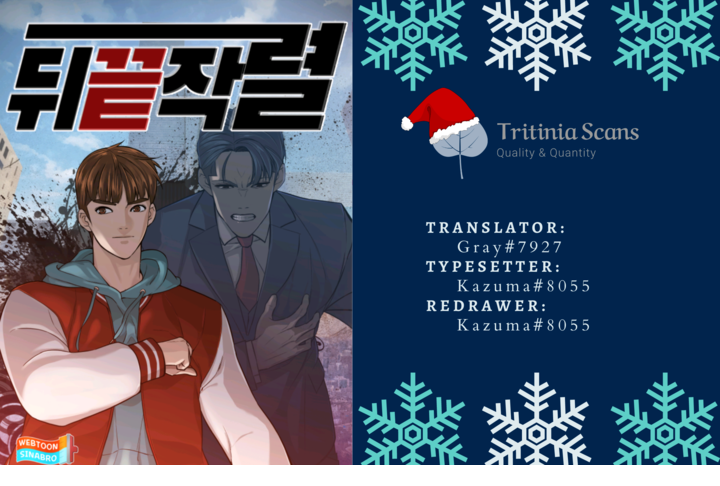 뒤끝작렬
WEBTOON
SINABRO
Tritinia Scans
Quality & Quantity
TRANSLATOR:
Gray#7927
TYPESETTER:
Kazuma#8055
REDRAWER:
Kazuma#8055